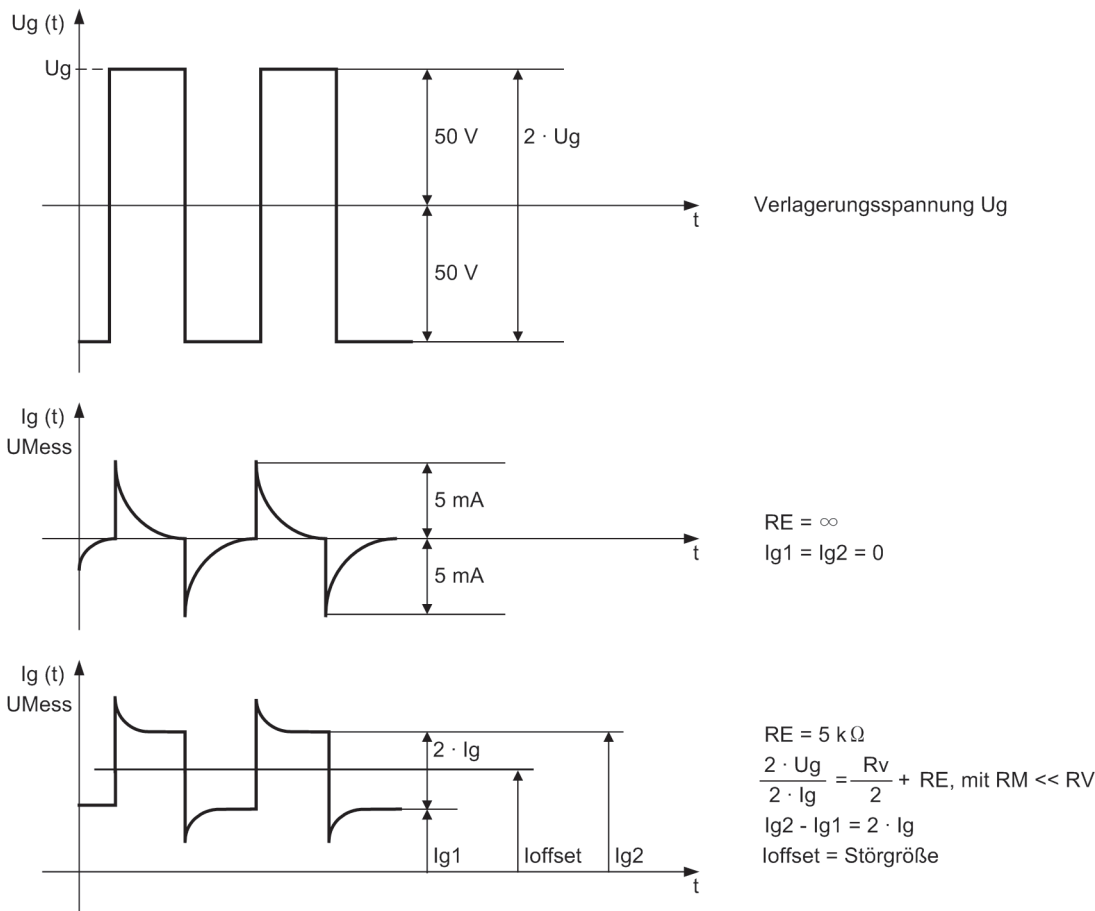 Ug (t)
Ug
50 V
2 · Ug
t
Verlagerungsspannung Ug
50 V
Ig (t)
UMess
5 mA
5 mA
t
RE = ∞
Ig1 = Ig2 = 0
Ig (t)
UMess
2 · Ig
Ig1
Ioffset
Ig2
t
RE = 5 k Ω
2 · Ug / 2 · Ig = Rv / 2 + RE, mit RM << RV
Ig2 - Ig1 = 2 · Ig
Ioffset = Störgröße